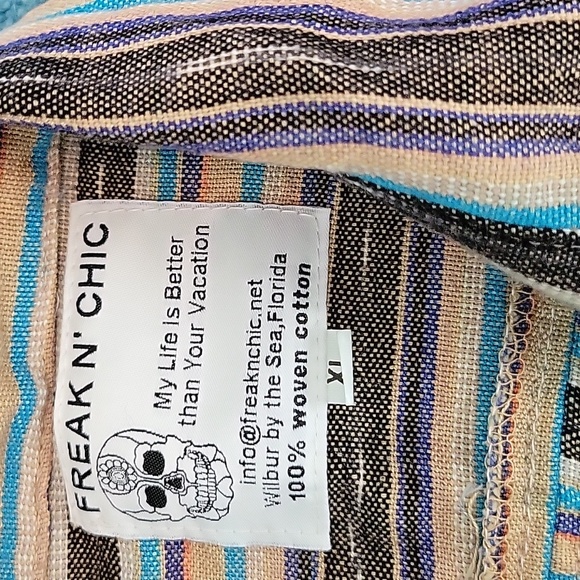 FREAK N' CHIC
My Life is Better
than Your Vacation
info@freaknchic.net
Wilbur by the Sea,Florida
100% woven cotton
XL